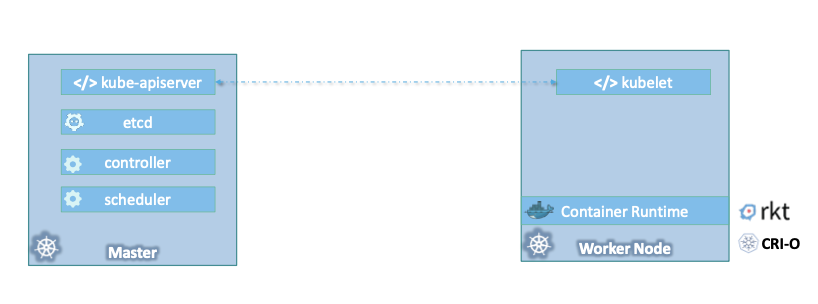 </> kube-apiserver
etcd
controller
scheduler
Master
</> kubelet
Container Runtime
Worker Node
rkt
CRI-O